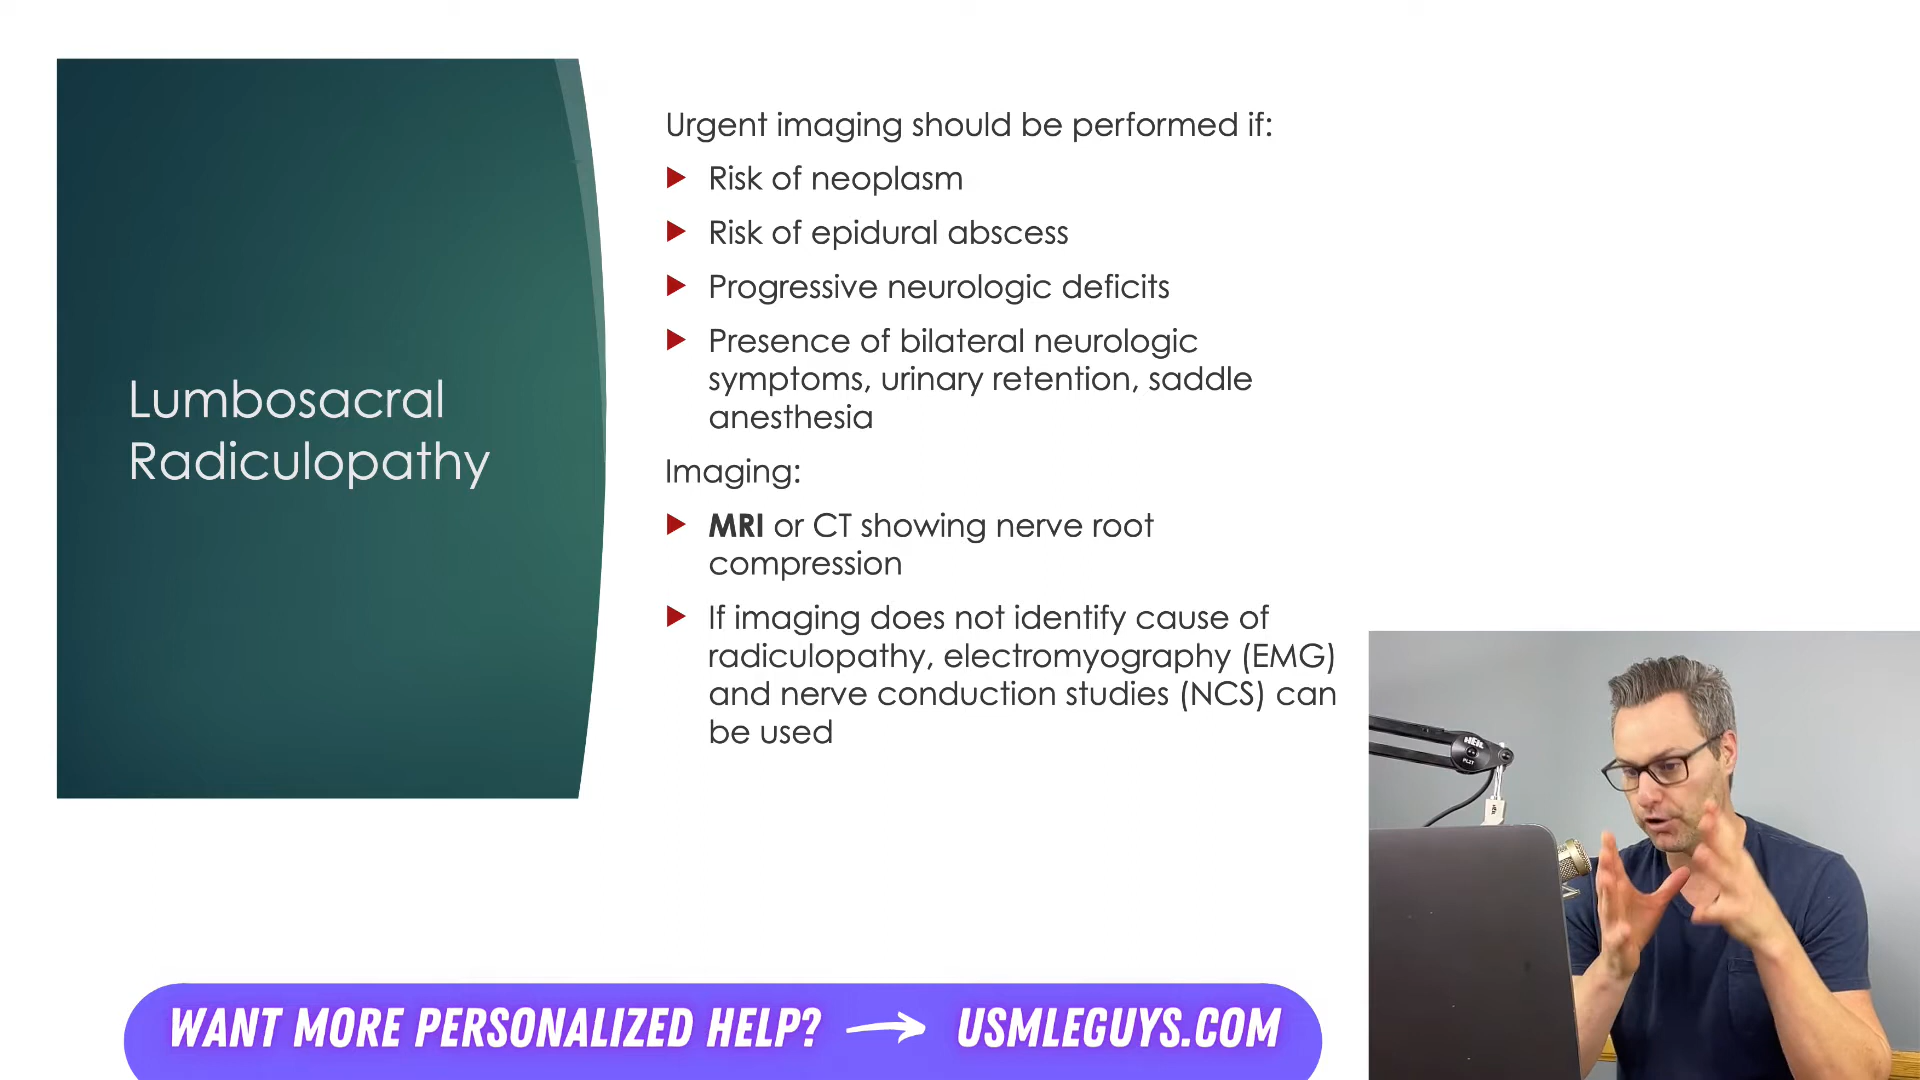 Lumbosacral
Radiculopathy
Urgent imaging should be performed if:
Risk of neoplasm
Risk of epidural abscess
Progressive neurologic deficits
Presence of bilateral neurologic
symptoms, urinary retention, saddle
anesthesia
Imaging:
MRI or CT showing nerve root
compression
If imaging does not identify cause of
radiculopathy, electromyography (EMG)
and nerve conduction studies (NCS) can
be used
HEIL
WANT MORE PERSONALIZED HELP? → USMLEGUYS.COM